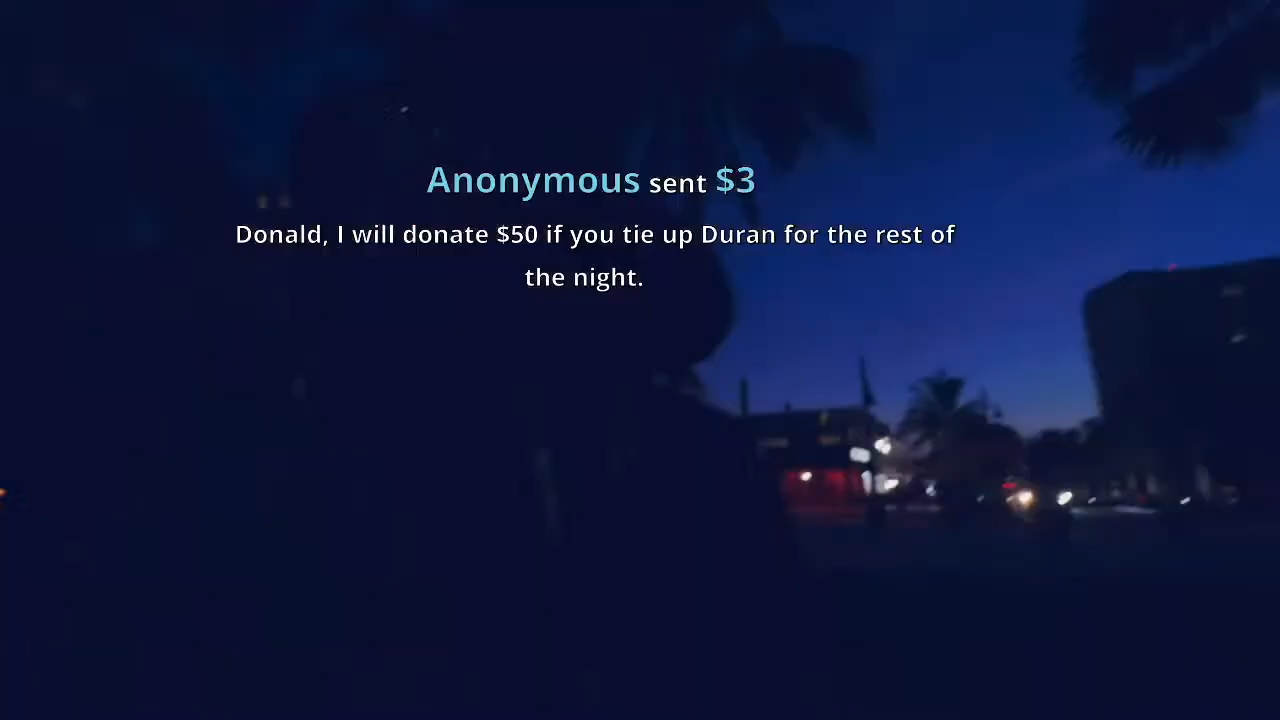 Anonymous sent $3
Donald, I will donate $50 if you tie up Duran for the rest of
the night.